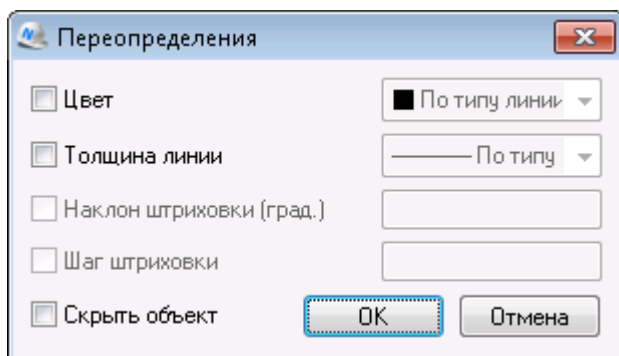 Переопределения
Цвет По типу линии
Толщина линии По типу
Наклон штриховки (град.)
Шаг штриховки
Скрыть объект OK Отмена